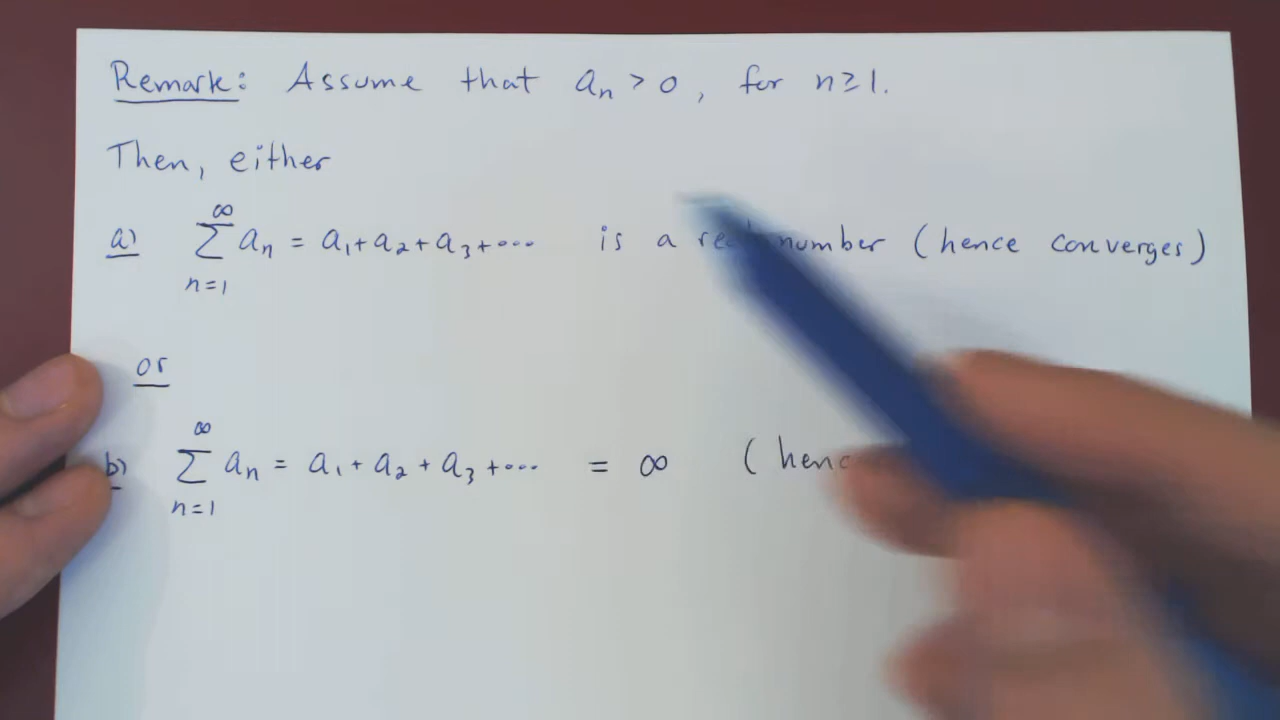 Remark: Assume that aₙ > 0, for n ≥ 1.
Then, either
a) ∑_{n=1}^{∞} aₙ = a₁ + a₂ + a₃ + ⋯ is a real number (hence converges)
or
b) ∑_{n=1}^{∞} aₙ = a₁ + a₂ + a₃ + ⋯ = ∞ (